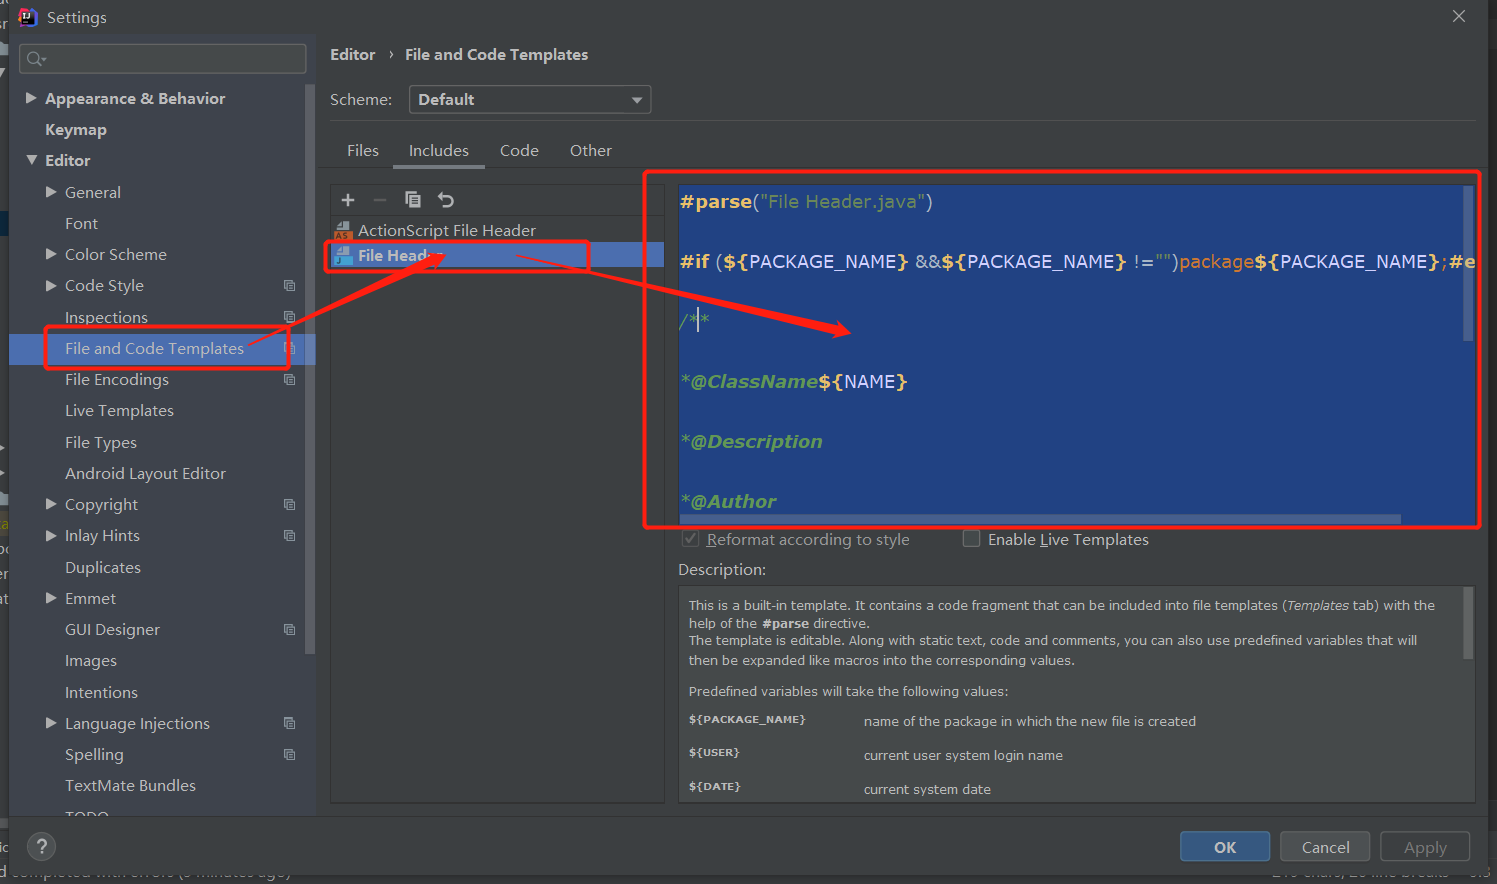 Settings
Editor › File and Code Templates
Scheme: Default
Appearance & Behavior
Keymap
Editor
General
Font
Color Scheme
Code Style
Inspections
File and Code Templates
File Encodings
Live Templates
File Types
Android Layout Editor
Copyright
Inlay Hints
Duplicates
Emmet
GUI Designer
Images
Intentions
Language Injections
Spelling
TextMate Bundles
TODO
Files Includes Code Other
ActionScript File Header
File Header
#parse("File Header.java")
#if (${PACKAGE_NAME} &&${PACKAGE_NAME} !="")package${PACKAGE_NAME};#e
/**
*@ClassName${NAME}
*@Description
*@Author
Reformat according to style Enable Live Templates
Description:
This is a built-in template. It contains a code fragment that can be included into file templates (Templates tab) with the
help of the #parse directive.
The template is editable. Along with static text, code and comments, you can also use predefined variables that will
then be expanded like macros into the corresponding values.
Predefined variables will take the following values:
${PACKAGE_NAME} name of the package in which the new file is created
${USER} current user system login name
${DATE} current system date
? OK Cancel Apply